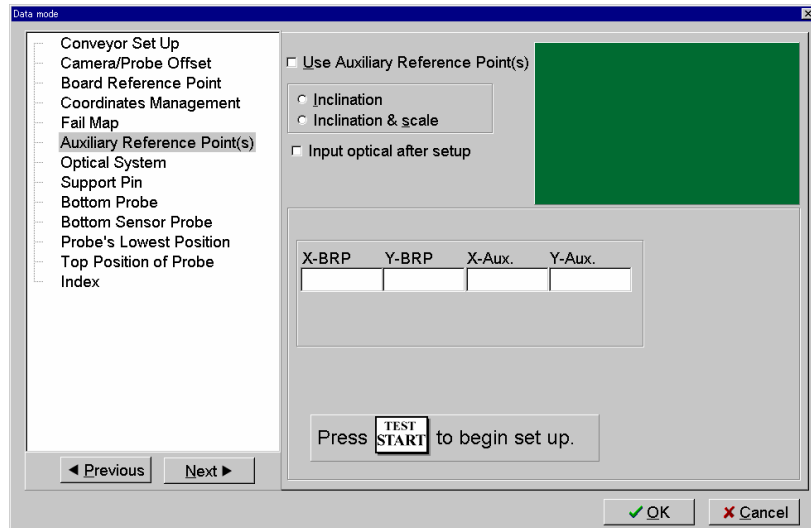 Data mode
Conveyor Set Up
Camera/Probe Offset
Board Reference Point
Coordinates Management
Fail Map
Auxiliary Reference Point(s)
Optical System
Support Pin
Bottom Probe
Bottom Sensor Probe
Probe's Lowest Position
Top Position of Probe
Index
Previous Next
Use Auxiliary Reference Point(s)
Inclination
Inclination & scale
Input optical after setup
X-BRP Y-BRP X-Aux. Y-Aux.
Press TEST START to begin set up.
OK Cancel